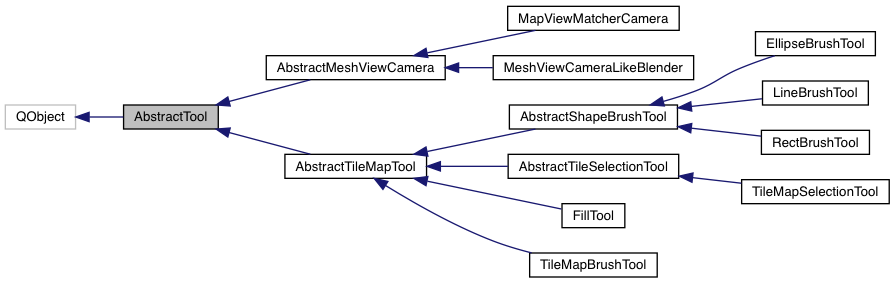 MapViewMatcherCamera
EllipseBrushTool
AbstractMeshViewCamera
MeshViewCameraLikeBlender
LineBrushTool
QObject
AbstractTool
AbstractShapeBrushTool
RectBrushTool
AbstractTileMapTool
AbstractTileSelectionTool
TileMapSelectionTool
FillTool
TileMapBrushTool